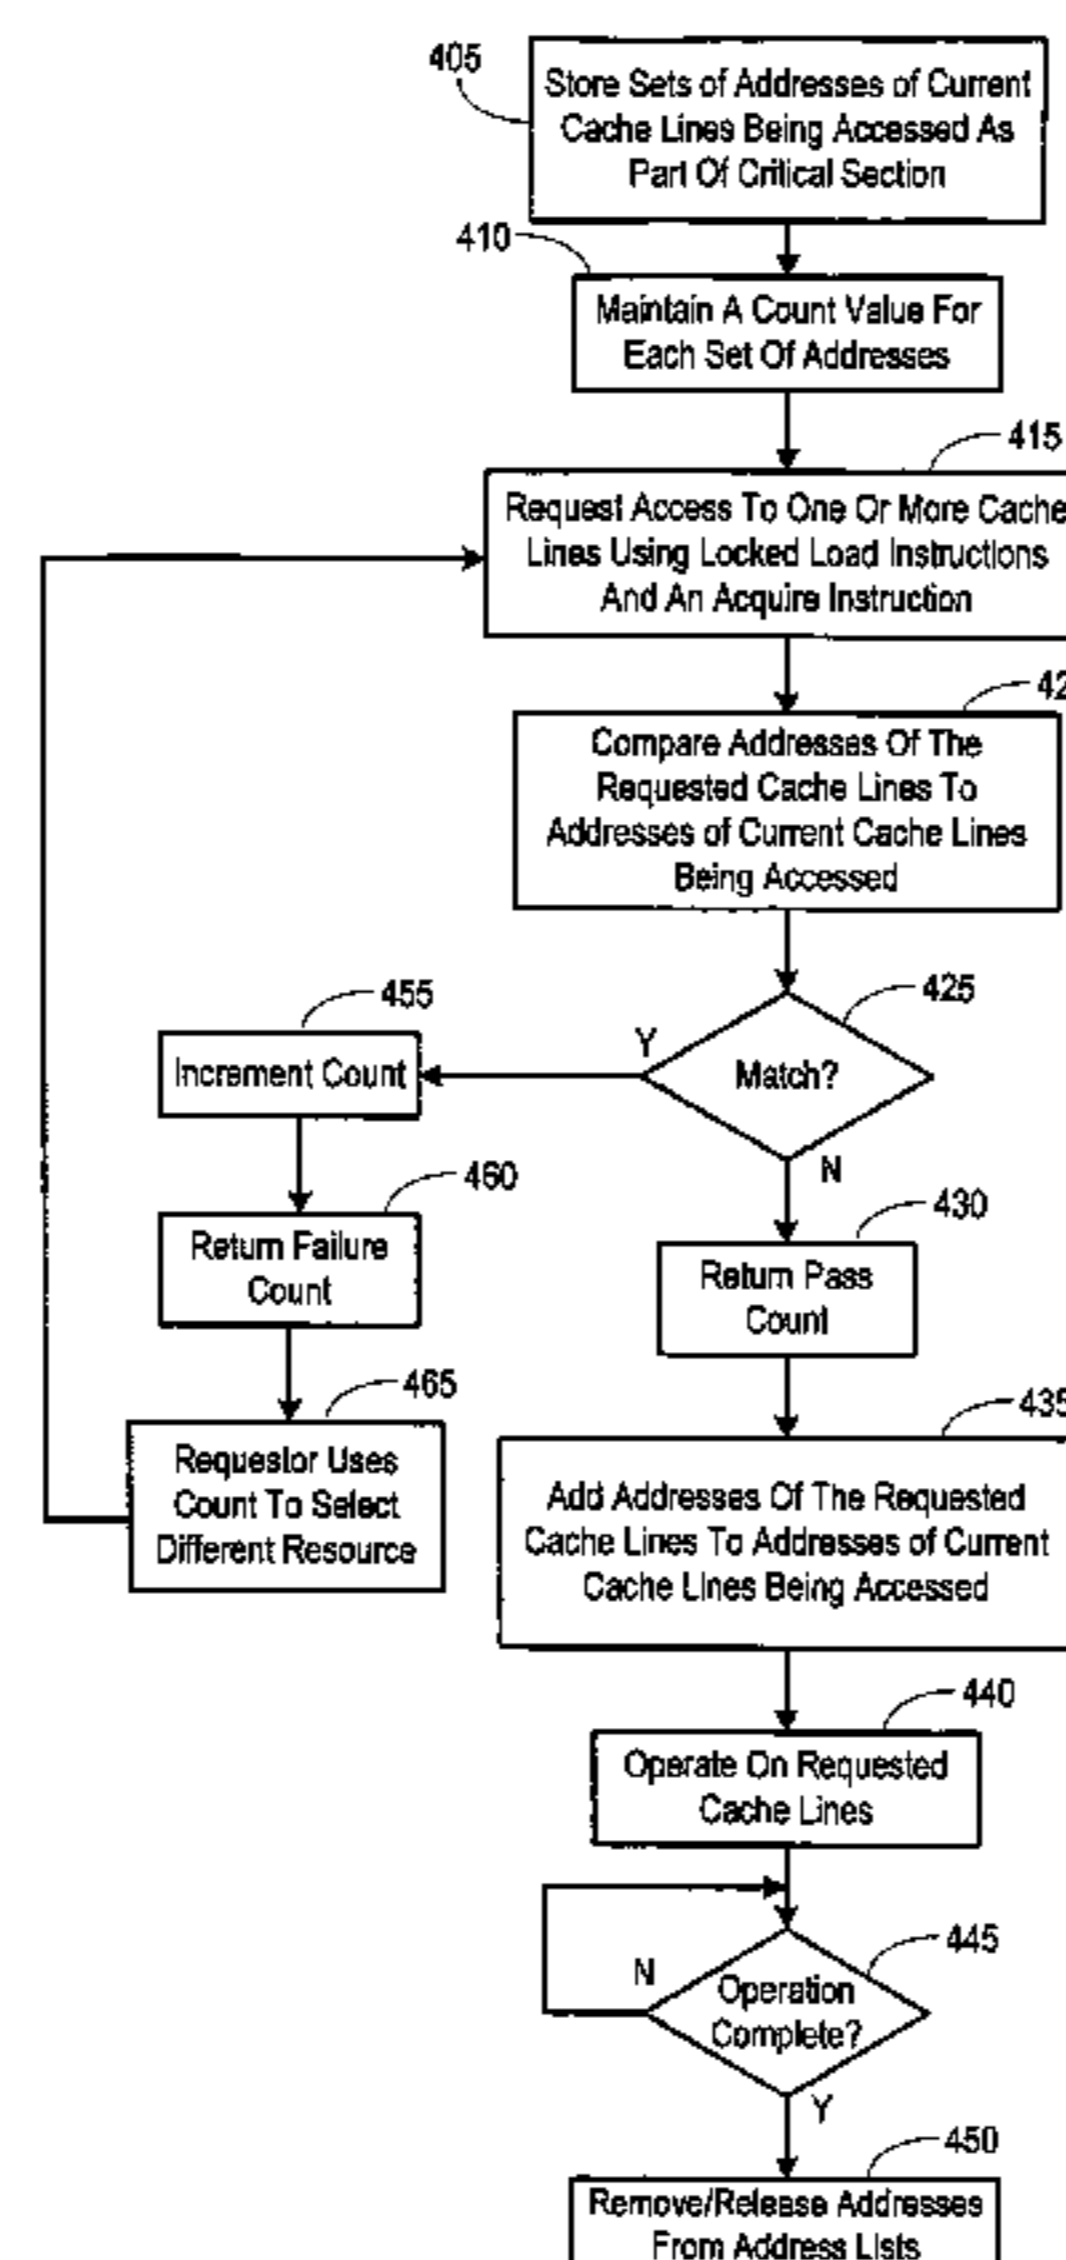 405
Store Sets of Addresses of Current
Cache Lines Being Accessed As
Part Of Critical Section
410
Maintain A Count Value For
Each Set Of Addresses
415
Request Access To One Or More Cache
Lines Using Locked Load Instructions
And An Acquire Instruction
42
Compare Addresses Of The
Requested Cache Lines To
Addresses of Current Cache Lines
Being Accessed
425
Match?
Y
N
455
Increment Count
460
Return Failure
Count
465
Requestor Uses
Count To Select
Different Resource
430
Return Pass
Count
435
Add Addresses Of The Requested
Cache Lines To Addresses of Current
Cache Lines Being Accessed
440
Operate On Requested
Cache Lines
445
Operation
Complete?
N
Y
450
Remove/Release Addresses
From Address Lists